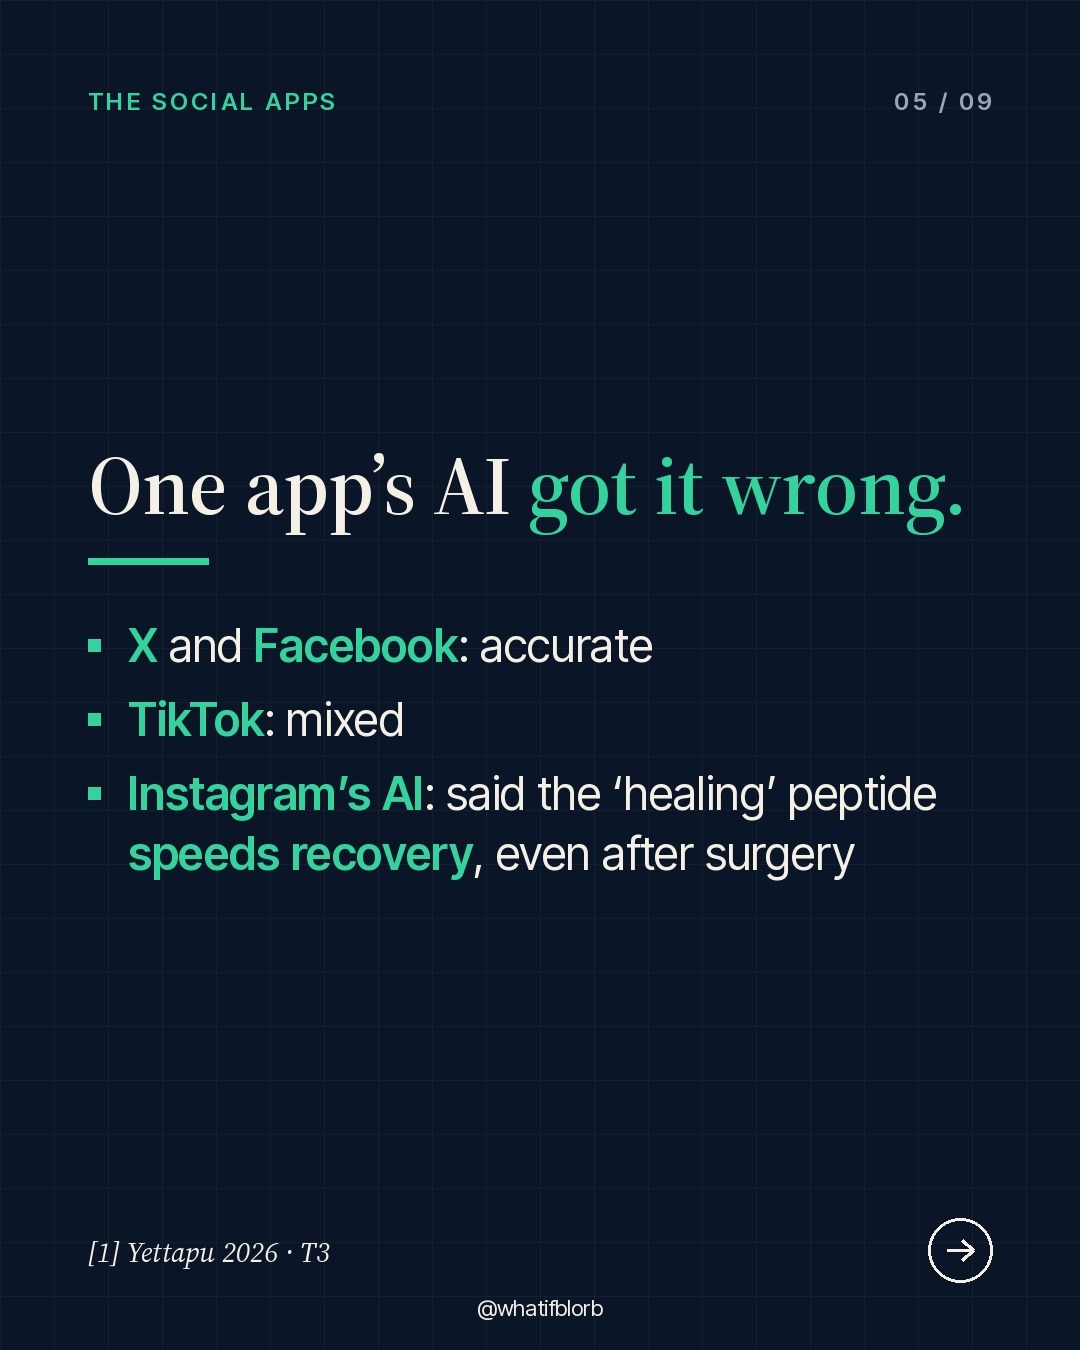 THE SOCIAL APPS
05 / 09
One app’s AI got it wrong.
X and Facebook: accurate
TikTok: mixed
Instagram’s AI: said the ‘healing’ peptide
speeds recovery, even after surgery
[1] Yettapu 2026 · T3
@whatifblorb